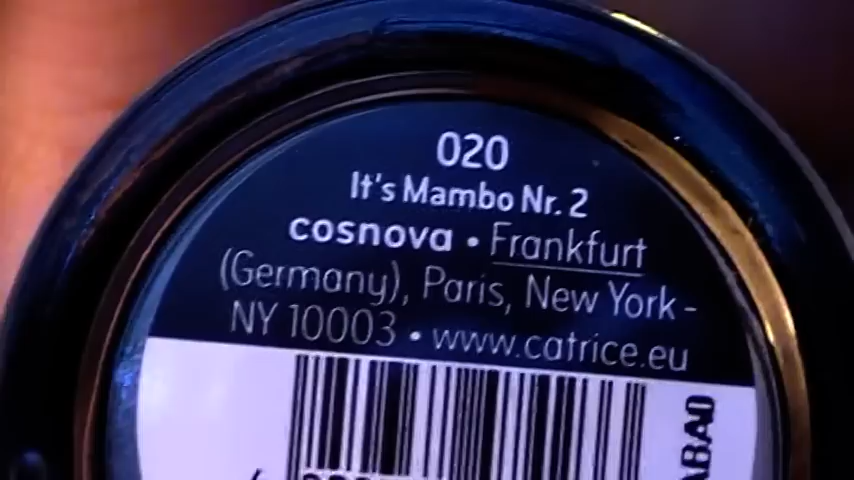 020
It's Mambo Nr. 2
cosnova • Frankfurt
(Germany), Paris, New York -
NY 10003 • www.catrice.eu